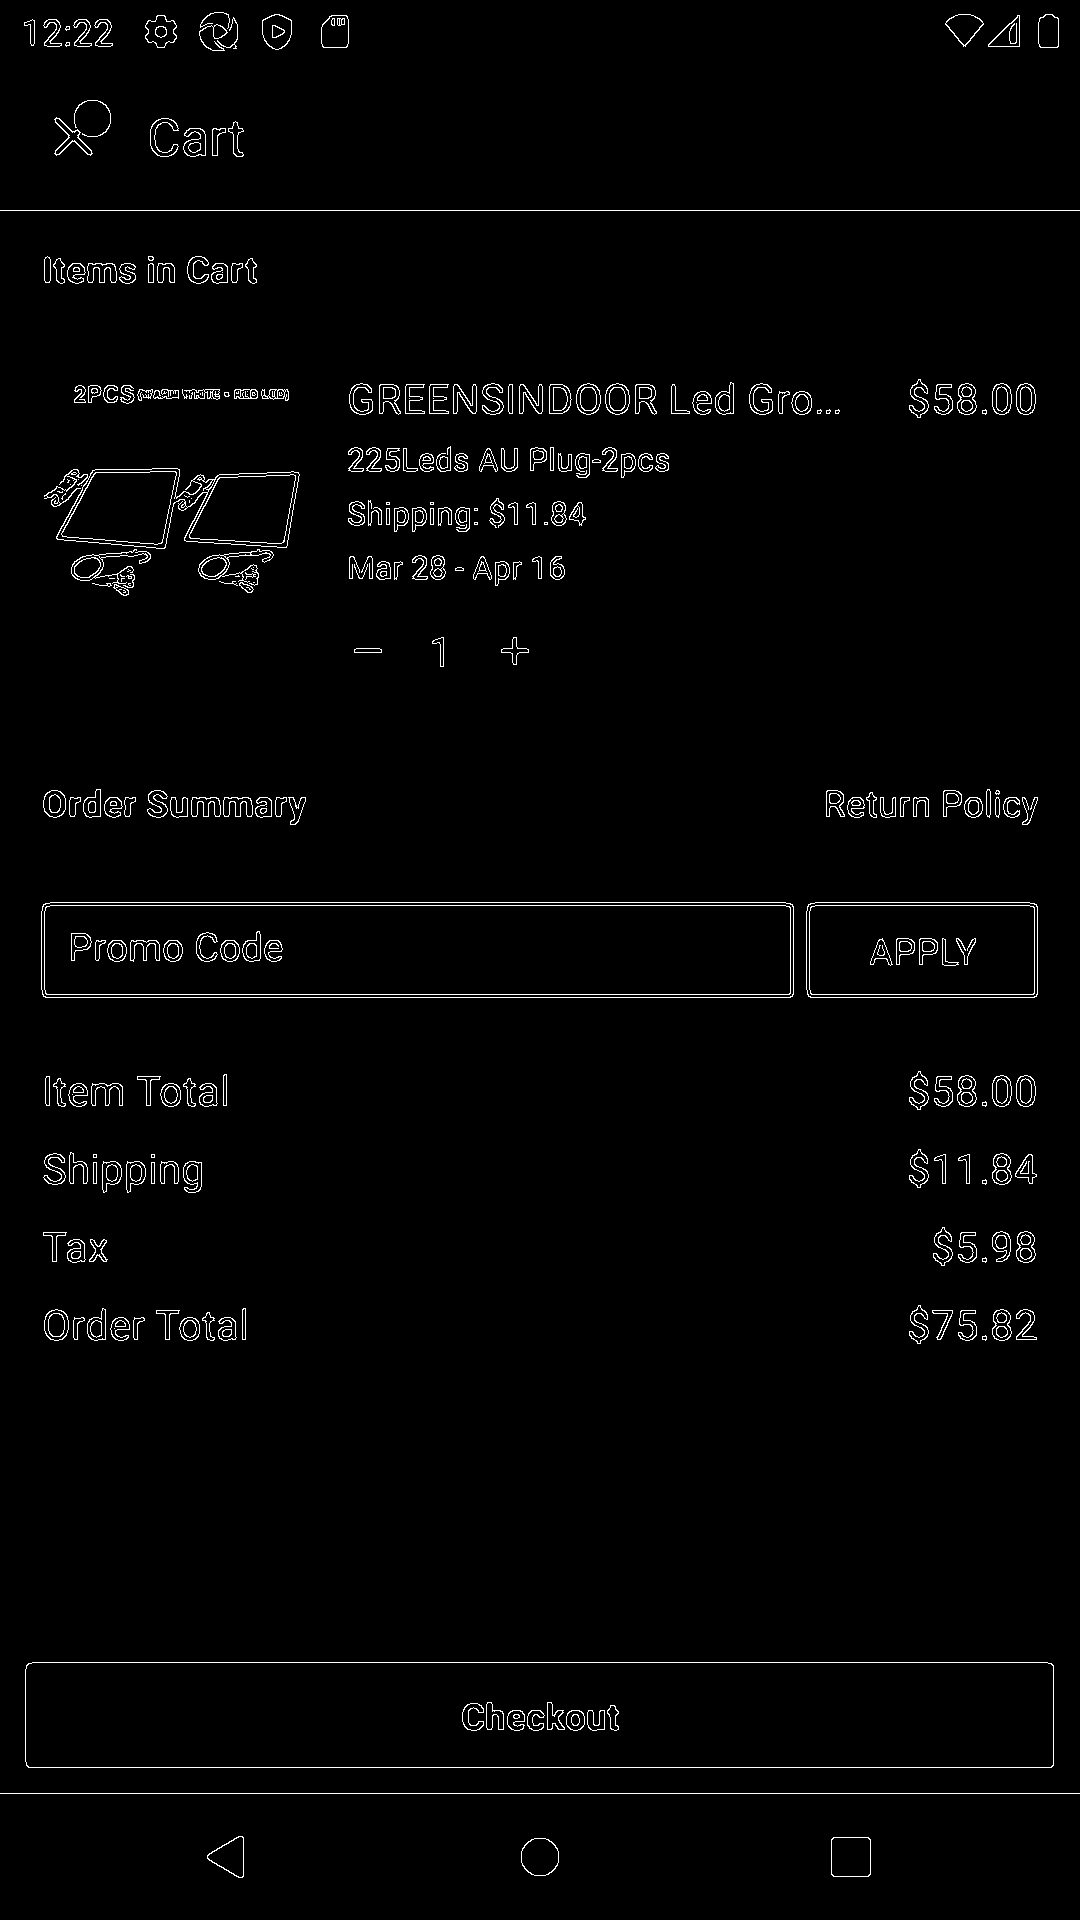 12:22
Cart
Items in Cart
2PCS (WARM WHITE + RED LED)
GREENSINDOOR Led Gro... $58.00
225Leds AU Plug-2pcs
Shipping: $11.84
Mar 28 - Apr 16
1
Order Summary Return Policy
Promo Code APPLY
Item Total $58.00
Shipping $11.84
Tax $5.98
Order Total $75.82
Checkout